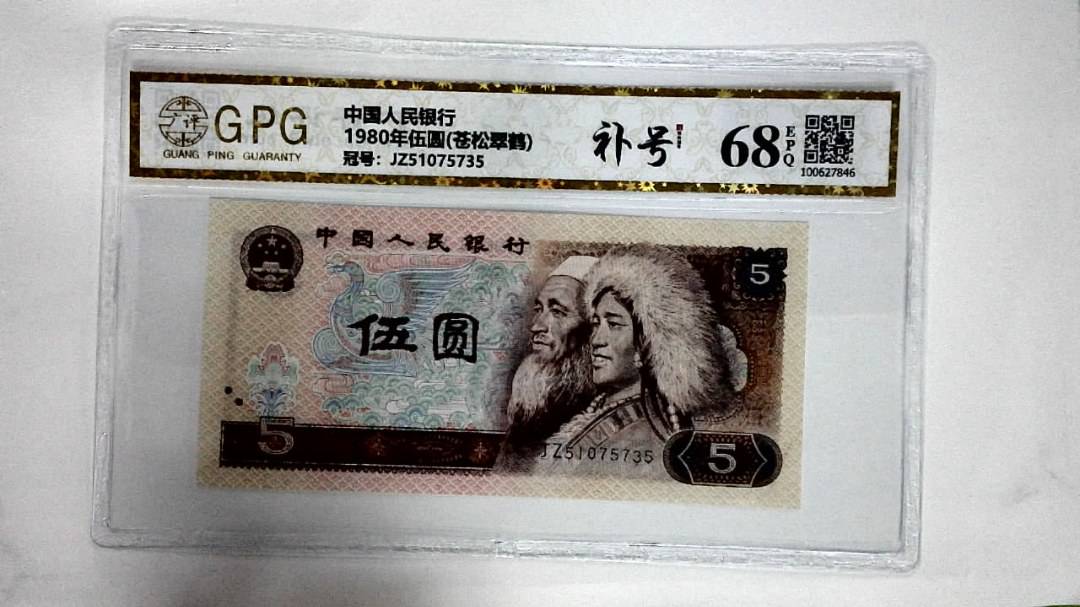 广评
GPG
GUANG PING GUARANTY
中国人民银行
1980年伍圆(苍松翠鹤)
冠号: JZ51075735
补号
68
EPQ
100627846
中国人民银行
5
伍圆
5
JZ51075735
5